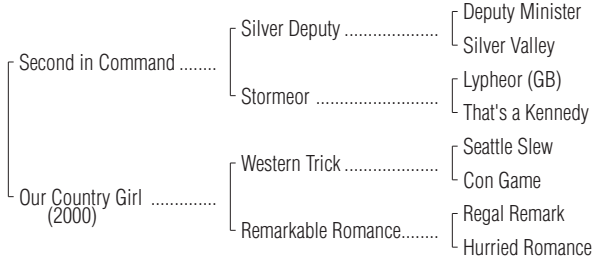 Deputy Minister
Silver Deputy ........................
Silver Valley
Second in Command ........
Lypheor (GB)
Stormeor ...............................
That's a Kennedy
Seattle Slew
Western Trick ........................
Con Game
Our Country Girl ..............
(2000)
Regal Remark
Remarkable Romance........
Hurried Romance